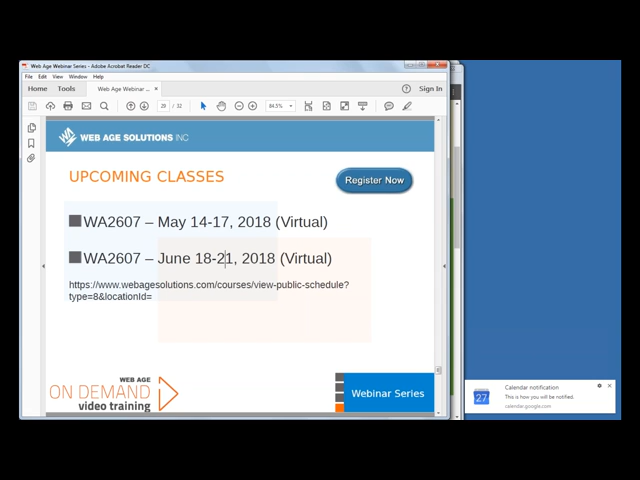 Web Age Webinar Series - Adobe Acrobat Reader DC
File Edit View Window Help
Home Tools Web Age Webinar ... × Sign In
29 / 32 84.5%
WEB AGE SOLUTIONS INC
UPCOMING CLASSES
Register Now
WA2607 – May 14-17, 2018 (Virtual)
WA2607 – June 18-21, 2018 (Virtual)
https://www.webagesolutions.com/courses/view-public-schedule?
type=8&locationId=
WEB AGE
ON DEMAND
video training
Webinar Series
Calendar notification
27
This is how you will be notified.
calendar.google.com